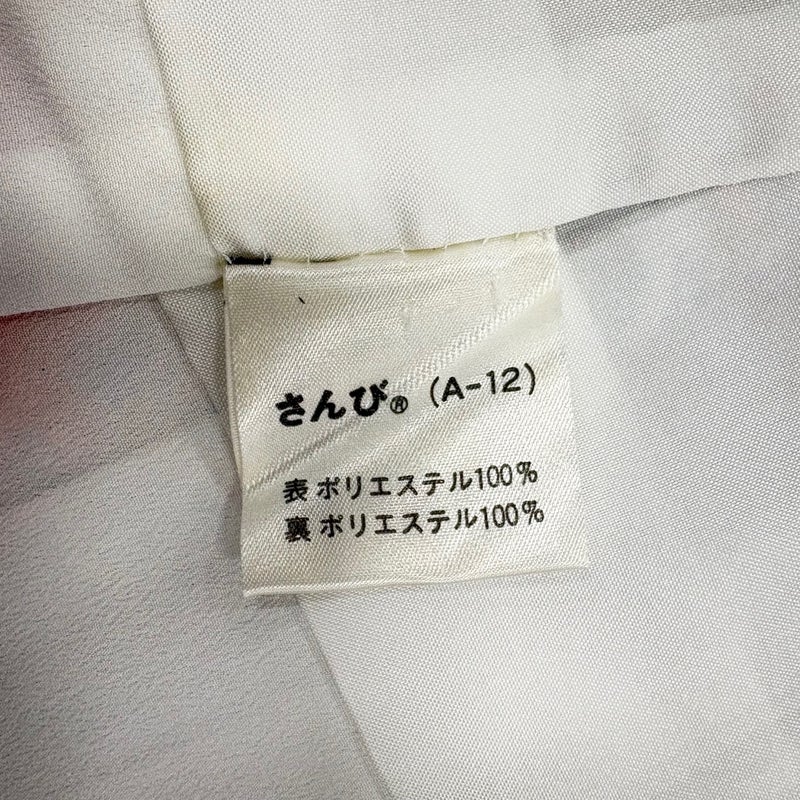 さんび® (A-12)
表 ポリエステル100%
裏 ポリエステル100%